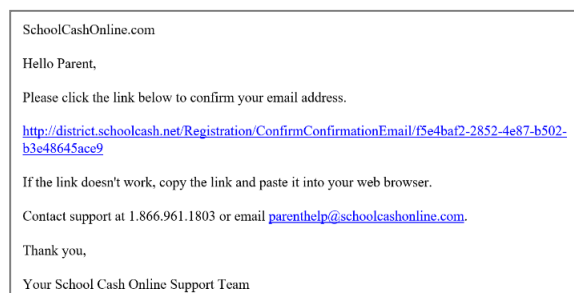 SchoolCashOnline.com
Hello Parent,
Please click the link below to confirm your email address.
http://district.schoolcash.net/Registration/ConfirmConfirmationEmail/f5e4baf2-2852-4e87-b502-
b3e48645ace9
If the link doesn't work, copy the link and paste it into your web browser.
Contact support at 1.866.961.1803 or email parenthelp@schoolcashonline.com.
Thank you,
Your School Cash Online Support Team